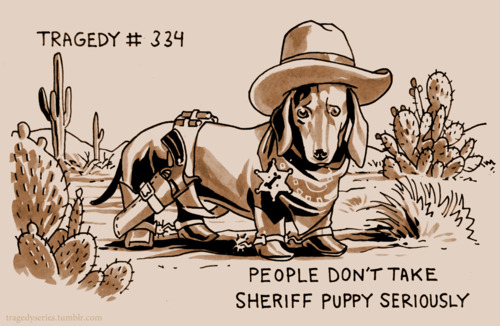 TRAGEDY # 334
PEOPLE DON'T TAKE
SHERIFF PUPPY SERIOUSLY
tragedyseries.tumblr.com